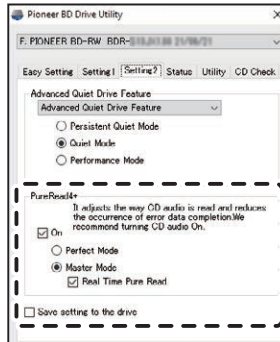 Pioneer BD Drive Utility
F: PIONEER BD-RW BDR-
Easy Setting Setting1 Setting2 Status Utility CD Check
Advanced Quiet Drive Feature
Advanced Quiet Drive Feature
Persistent Quiet Mode
Quiet Mode
Performance Mode
PureRead4+
It adjusts the way CD audio is read and reduces
the occurrence of error data completion.We
recommend turning CD audio On.
On
Perfect Mode
Master Mode
Real Time Pure Read
Save setting to the drive